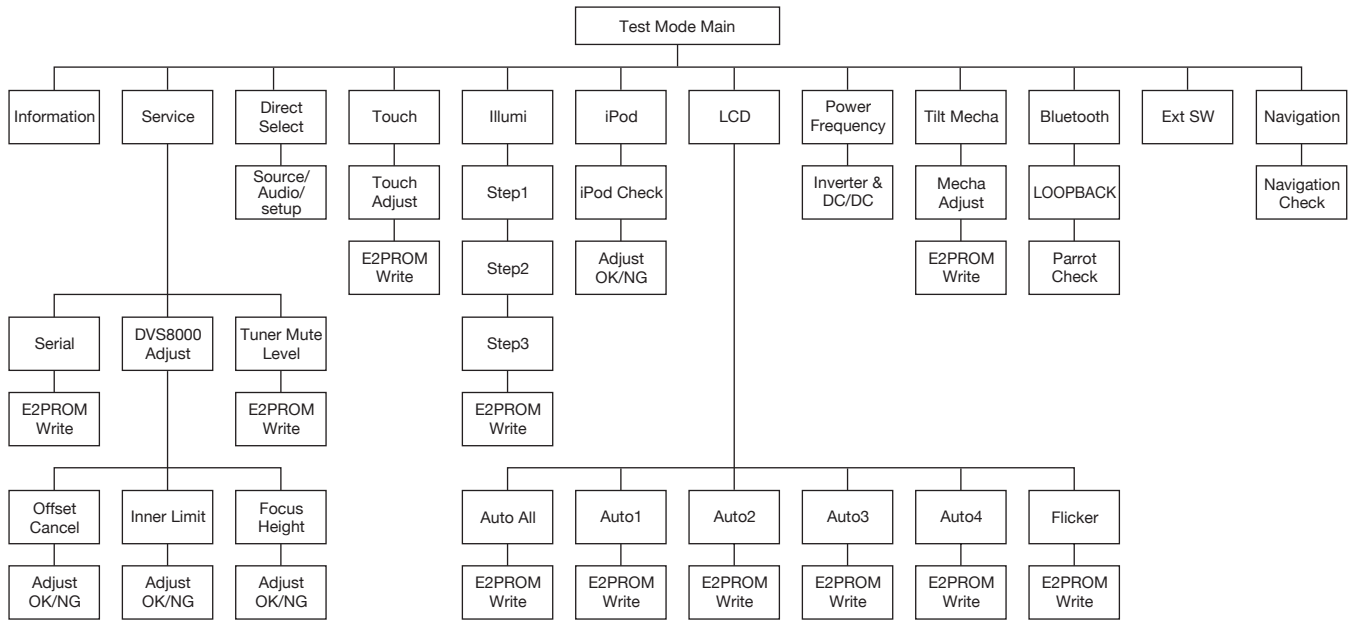 Test Mode Main
Information
Service
Direct
Select
Touch
Illumi
iPod
LCD
Power
Frequency
Tilt Mecha
Bluetooth
Ext SW
Navigation
Source/
Audio/
setup
Touch
Adjust
Step1
iPod Check
Inverter &
DC/DC
Mecha
Adjust
LOOPBACK
Navigation
Check
E2PROM
Write
Step2
Adjust
OK/NG
E2PROM
Write
Parrot
Check
Serial
DVS8000
Adjust
Tuner Mute
Level
Step3
E2PROM
Write
E2PROM
Write
E2PROM
Write
Offset
Cancel
Inner Limit
Focus
Height
Auto All
Auto1
Auto2
Auto3
Auto4
Flicker
Adjust
OK/NG
Adjust
OK/NG
Adjust
OK/NG
E2PROM
Write
E2PROM
Write
E2PROM
Write
E2PROM
Write
E2PROM
Write
E2PROM
Write